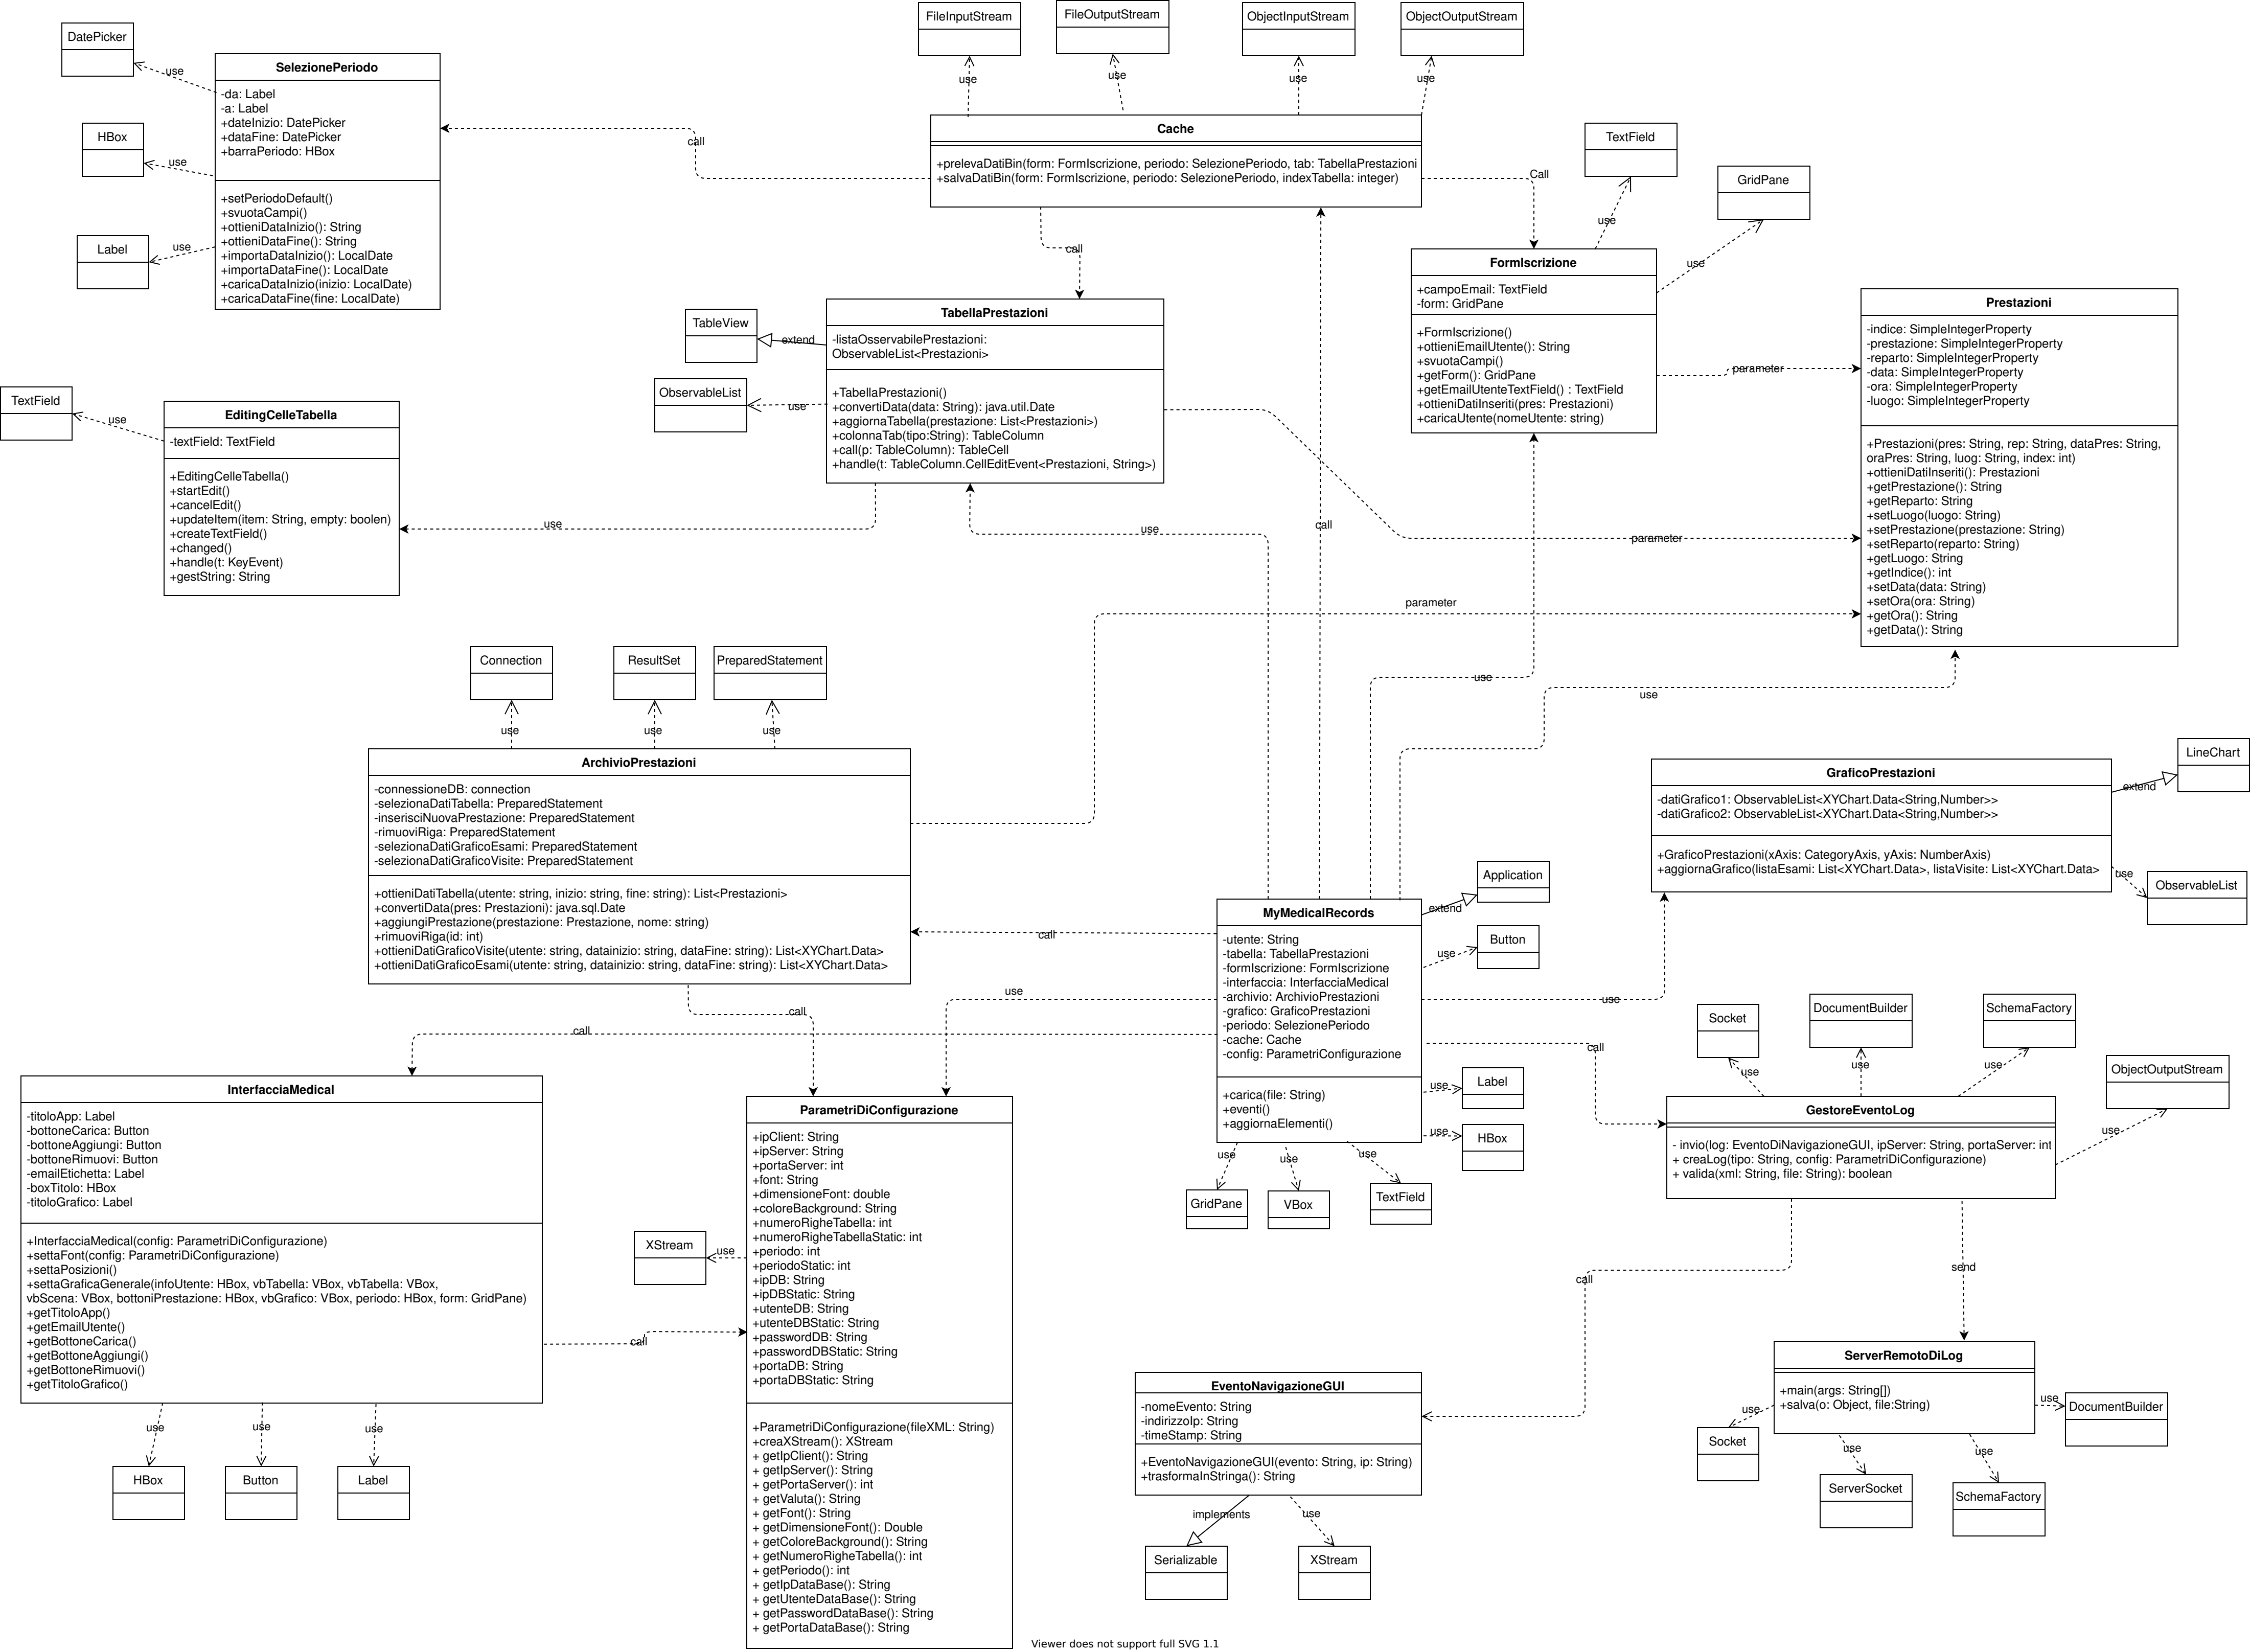 FileInputStream
FileOutputStream
ObjectInputStream
ObjectOutputStream
use
use
use
use
DatePicker
use
HBox
use
Label
use
SelezionePeriodo
-da: Label
-a: Label
+dateInizio: DatePicker
+dataFine: DatePicker
+barraPeriodo: HBox
+setPeriodoDefault()
+svuotaCampi()
+ottieniDataInizio(): String
+ottieniDataFine(): String
+importaDataInizio(): LocalDate
+importaDataFine(): LocalDate
+caricaDataInizio(inizio: LocalDate)
+caricaDataFine(fine: LocalDate)
call
Cache
+prelevaDatiBin(form: FormIscrizione, periodo: SelezionePeriodo, tab: TabellaPrestazioni
+salvaDatiBin(form: FormIscrizione, periodo: SelezionePeriodo, indexTabella: integer)
call
Call
TextField
use
GridPane
use
FormIscrizione
+campoEmail: TextField
-form: GridPane
+FormIscrizione()
+ottieniEmailUtente(): String
+svuotaCampi()
+getForm(): GridPane
+getEmailUtenteTextField() : TextField
+ottieniDatiInseriti(pres: Prestazioni)
+caricaUtente(nomeUtente: string)
parameter
Prestazioni
-indice: SimpleIntegerProperty
-prestazione: SimpleIntegerProperty
-reparto: SimpleIntegerProperty
-data: SimpleIntegerProperty
-ora: SimpleIntegerProperty
-luogo: SimpleIntegerProperty
+Prestazioni(pres: String, rep: String, dataPres: String,
oraPres: String, luog: String, index: int)
+ottieniDatiInseriti(): Prestazioni
+getPrestazione(): String
+getReparto: String
+setLuogo(luogo: String)
+setPrestazione(prestazione: String)
+setReparto(reparto: String)
+getLuogo: String
+getIndice(): int
+setData(data: String)
+setOra(ora: String)
+getOra(): String
+getData(): String
TableView
extend
ObservableList
use
TabellaPrestazioni
-listaOsservabilePrestazioni:
ObservableList<Prestazioni>
+TabellaPrestazioni()
+convertiData(data: String): java.util.Date
+aggiornaTabella(prestazione: List<Prestazioni>)
+colonnaTab(tipo:String): TableColumn
+call(p: TableColumn): TableCell
+handle(t: TableColumn.CellEditEvent<Prestazioni, String>)
TextField
use
EditingCelleTabella
-textField: TextField
+EditingCelleTabella()
+startEdit()
+cancelEdit()
+updateItem(item: String, empty: boolen)
+createTextField()
+changed()
+handle(t: KeyEvent)
+gestString: String
use
use
call
parameter
parameter
use
use
Connection
ResultSet
PreparedStatement
use
use
use
ArchivioPrestazioni
-connessioneDB: connection
-selezionaDatiTabella: PreparedStatement
-inserisciNuovaPrestazione: PreparedStatement
-rimuoviRiga: PreparedStatement
-selezionaDatiGraficoEsami: PreparedStatement
-selezionaDatiGraficoVisite: PreparedStatement
+ottieniDatiTabella(utente: string, inizio: string, fine: string): List<Prestazioni>
+convertiData(pres: Prestazioni): java.sql.Date
+aggiungiPrestazione(prestazione: Prestazione, nome: string)
+rimuoviRiga(id: int)
+ottieniDatiGraficoVisite(utente: string, datainizio: string, dataFine: string): List<XYChart.Data>
+ottieniDatiGraficoEsami(utente: string, datainizio: string, dataFine: string): List<XYChart.Data>
GraficoPrestazioni
-datiGrafico1: ObservableList<XYChart.Data<String,Number>>
-datiGrafico2: ObservableList<XYChart.Data<String,Number>>
+GraficoPrestazioni(xAxis: CategoryAxis, yAxis: NumberAxis)
+aggiornaGrafico(listaEsami: List<XYChart.Data>, listaVisite: List<XYChart.Data>
LineChart
extend
use
ObservableList
call
use
call
call
MyMedicalRecords
-utente: String
-tabella: TabellaPrestazioni
-formIscrizione: FormIscrizione
-interfaccia: InterfacciaMedical
-archivio: ArchivioPrestazioni
-grafico: GraficoPrestazioni
-periodo: SelezionePeriodo
-cache: Cache
-config: ParametriConfigurazione
+carica(file: String)
+eventi()
+aggiornaElementi()
Application
extend
Button
use
use
call
Label
use
HBox
use
use
use
use
GridPane
VBox
TextField
Socket
DocumentBuilder
SchemaFactory
ObjectOutputStream
use
use
use
use
GestoreEventoLog
- invio(log: EventoDiNavigazioneGUI, ipServer: String, portaServer: int
+ creaLog(tipo: String, config: ParametriDiConfigurazione)
+ valida(xml: String, file: String): boolean
call
send
InterfacciaMedical
-titoloApp: Label
-bottoneCarica: Button
-bottoneAggiungi: Button
-bottoneRimuovi: Button
-emailEtichetta: Label
-boxTitolo: HBox
-titoloGrafico: Label
+InterfacciaMedical(config: ParametriDiConfigurazione)
+settaFont(config: ParametriDiConfigurazione)
+settaPosizioni()
+settaGraficaGenerale(infoUtente: HBox, vbTabella: VBox, vbTabella: VBox,
vbScena: VBox, bottoniPrestazione: HBox, vbGrafico: VBox, periodo: HBox, form: GridPane)
+getTitoloApp()
+getEmailUtente()
+getBottoneCarica()
+getBottoneAggiungi()
+getBottoneRimuovi()
+getTitoloGrafico()
call
use
use
use
HBox
Button
Label
XStream
use
ParametriDiConfigurazione
+ipClient: String
+ipServer: String
+portaServer: int
+font: String
+dimensioneFont: double
+coloreBackground: String
+numeroRigheTabella: int
+numeroRigheTabellaStatic: int
+periodo: int
+periodoStatic: int
+ipDB: String
+ipDBStatic: String
+utenteDB: String
+utenteDBStatic: String
+passwordDB: String
+passwordDBStatic: String
+portaDB: String
+portaDBStatic: String
+ParametriDiConfigurazione(fileXML: String)
+creaXStream(): XStream
+ getIpClient(): String
+ getIpServer(): String
+ getPortaServer(): int
+ getValuta(): String
+ getFont(): String
+ getDimensioneFont(): Double
+ getColoreBackground(): String
+ getNumeroRigheTabella(): int
+ getPeriodo(): int
+ getIpDataBase(): String
+ getUtenteDataBase(): String
+ getPasswordDataBase(): String
+ getPortaDataBase(): String
EventoNavigazioneGUI
-nomeEvento: String
-indirizzoIp: String
-timeStamp: String
+EventoNavigazioneGUI(evento: String, ip: String)
+trasformaInStringa(): String
implements
use
Serializable
XStream
ServerRemotoDiLog
+main(args: String[])
+salva(o: Object, file:String)
use
use
use
use
DocumentBuilder
Socket
ServerSocket
SchemaFactory
Viewer does not support full SVG 1.1